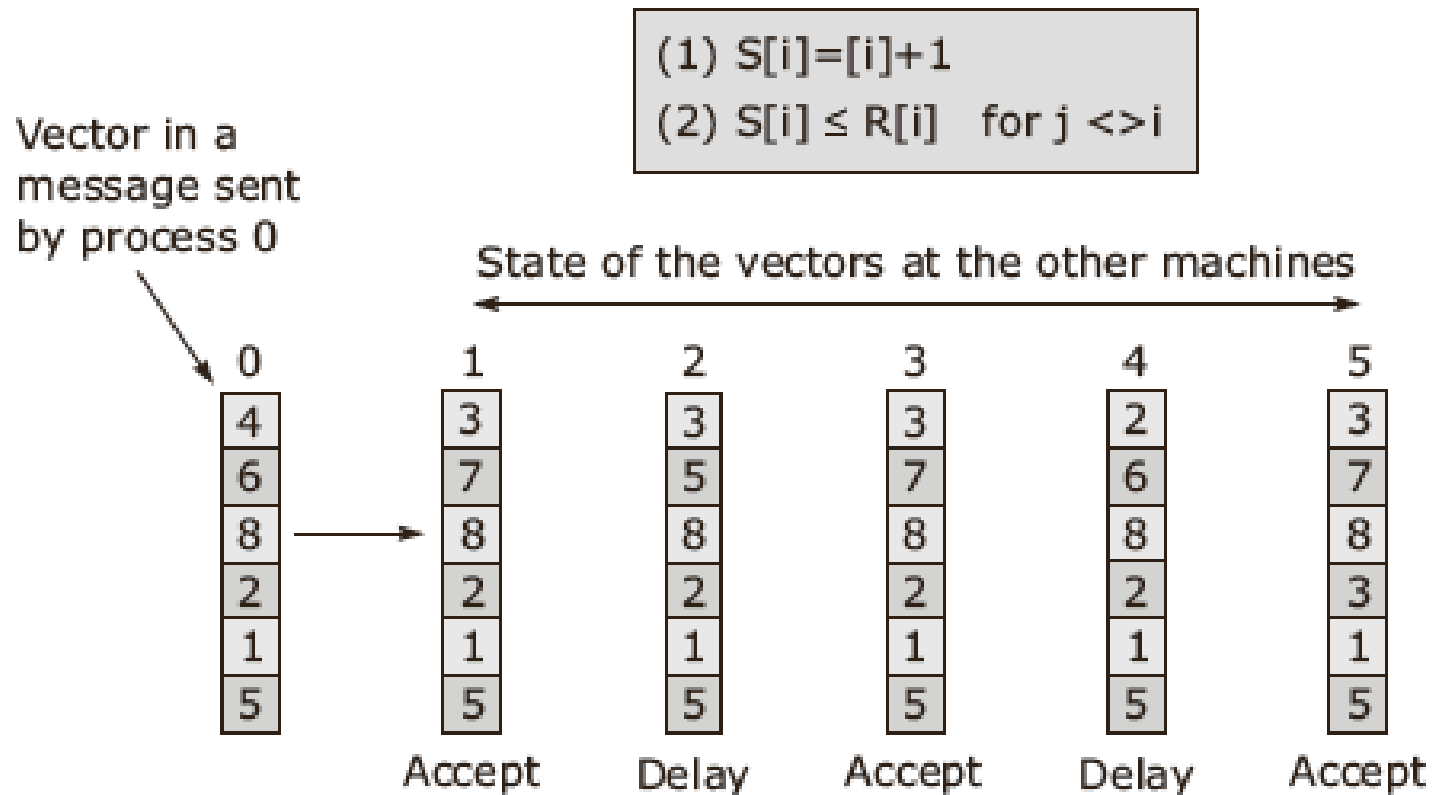 (1) S[i]=[i]+1
(2) S[i] ≤ R[i] for j <>i
Vector in a
message sent
by process 0
State of the vectors at the other machines
0 1 2 3 4 5
4 3 3 3 2 3
6 7 5 7 6 7
8 8 8 8 8 8
2 2 2 2 2 3
1 1 1 1 1 1
5 5 5 5 5 5
Accept Delay Accept Delay Accept